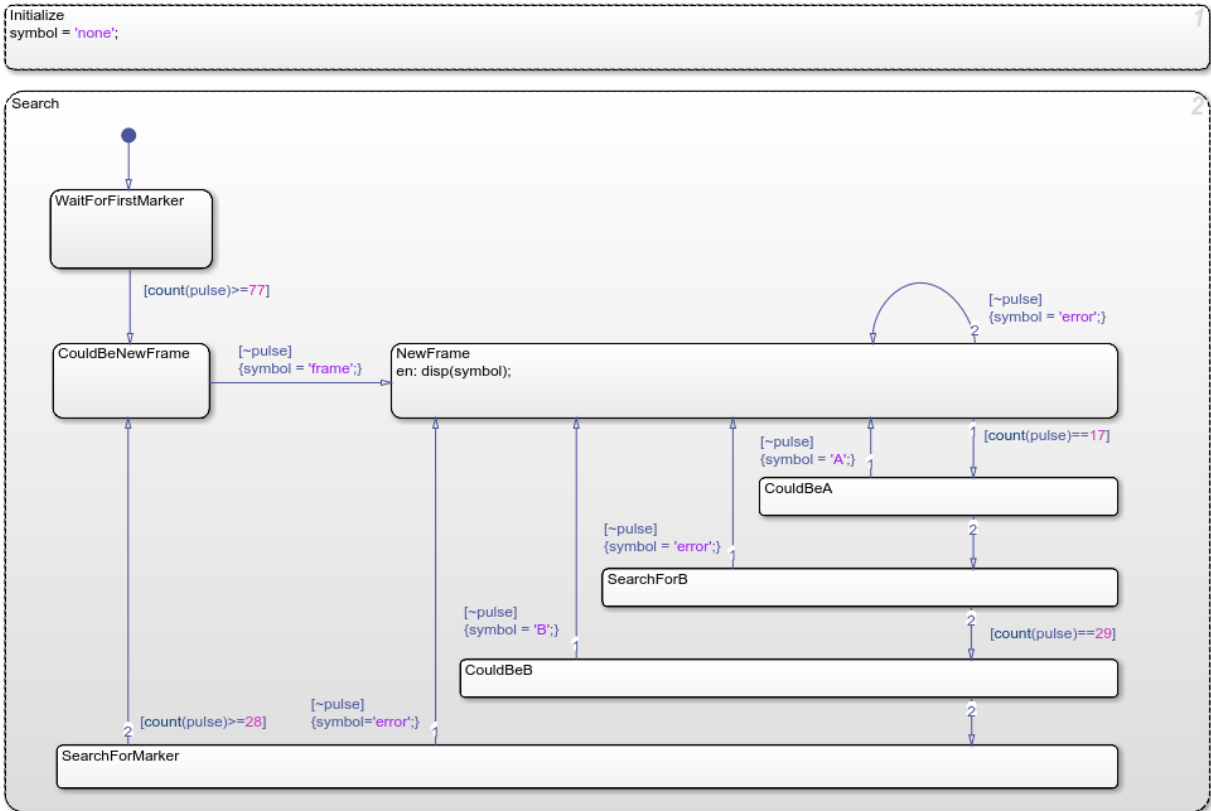 Initialize
1
symbol = 'none';
Search
2
WaitForFirstMarker
[count(pulse)>=77]
[~pulse]
{symbol = 'error';}
2
CouldBeNewFrame
[~pulse]
{symbol = 'frame';}
NewFrame
en: disp(symbol);
1
[count(pulse)==17]
[~pulse]
{symbol = 'A';}
1
CouldBeA
2
[~pulse]
{symbol = 'error';}
1
SearchForB
2
[count(pulse)==29]
[~pulse]
{symbol = 'B';}
1
CouldBeB
2
[count(pulse)>=28]
2
[~pulse]
{symbol='error';}
1
SearchForMarker